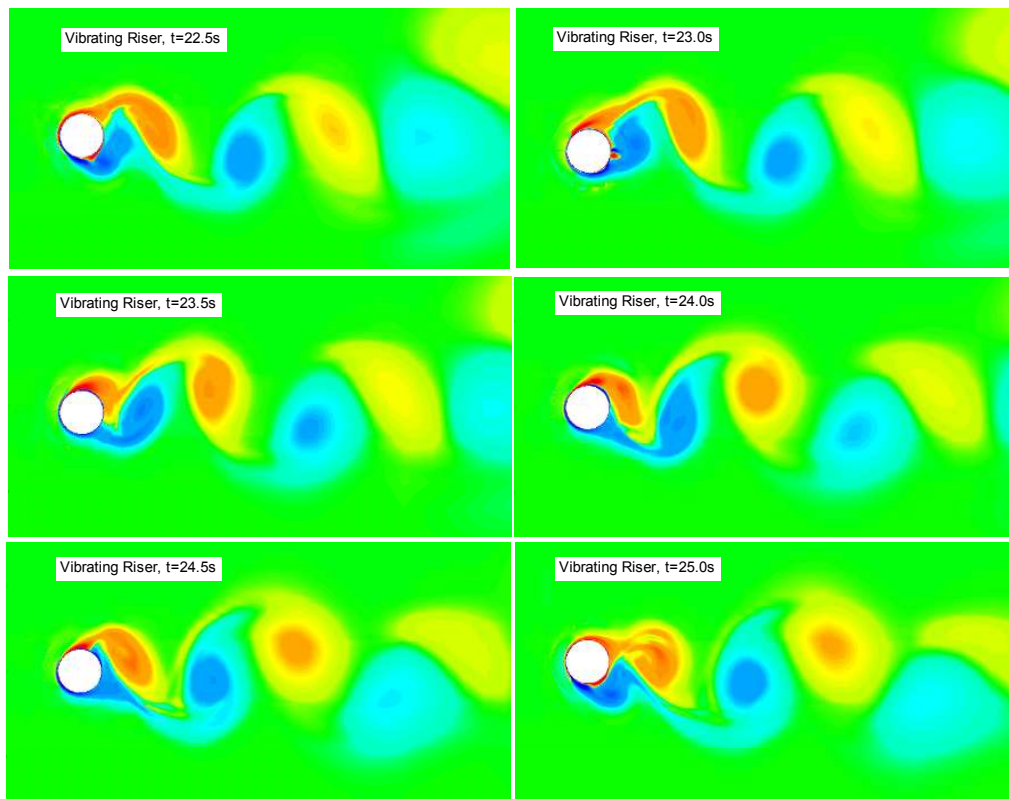 Vibrating Riser, t=22.5s
Vibrating Riser, t=23.0s
Vibrating Riser, t=23.5s
Vibrating Riser, t=24.0s
Vibrating Riser, t=24.5s
Vibrating Riser, t=25.0s